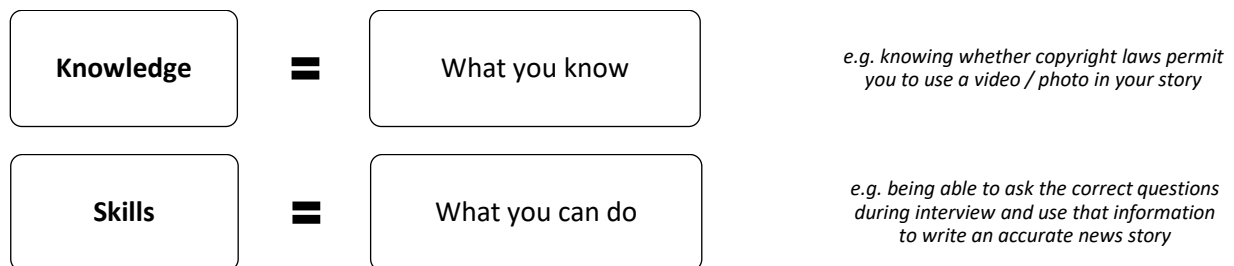 Knowledge = What you know
e.g. knowing whether copyright laws permit
you to use a video / photo in your story
Skills = What you can do
e.g. being able to ask the correct questions
during interview and use that information
to write an accurate news story